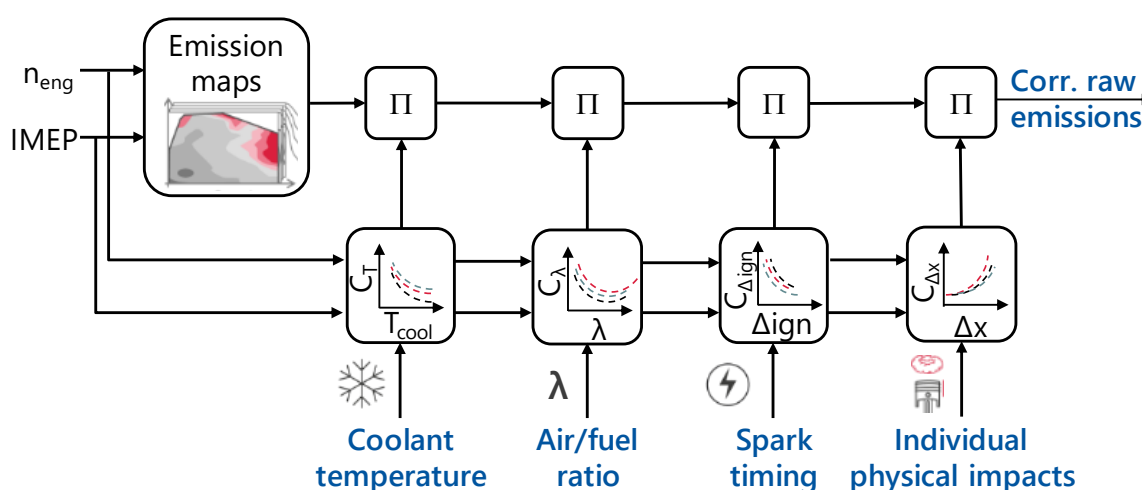 Emission
maps
n_eng
IMEP
Π
Π
Π
Π
Corr. raw
emissions
C_T
T_cool
C_λ
λ
C_Δign
Δign
C_Δx
Δx
λ
Coolant
temperature
Air/fuel
ratio
Spark
timing
Individual
physical impacts